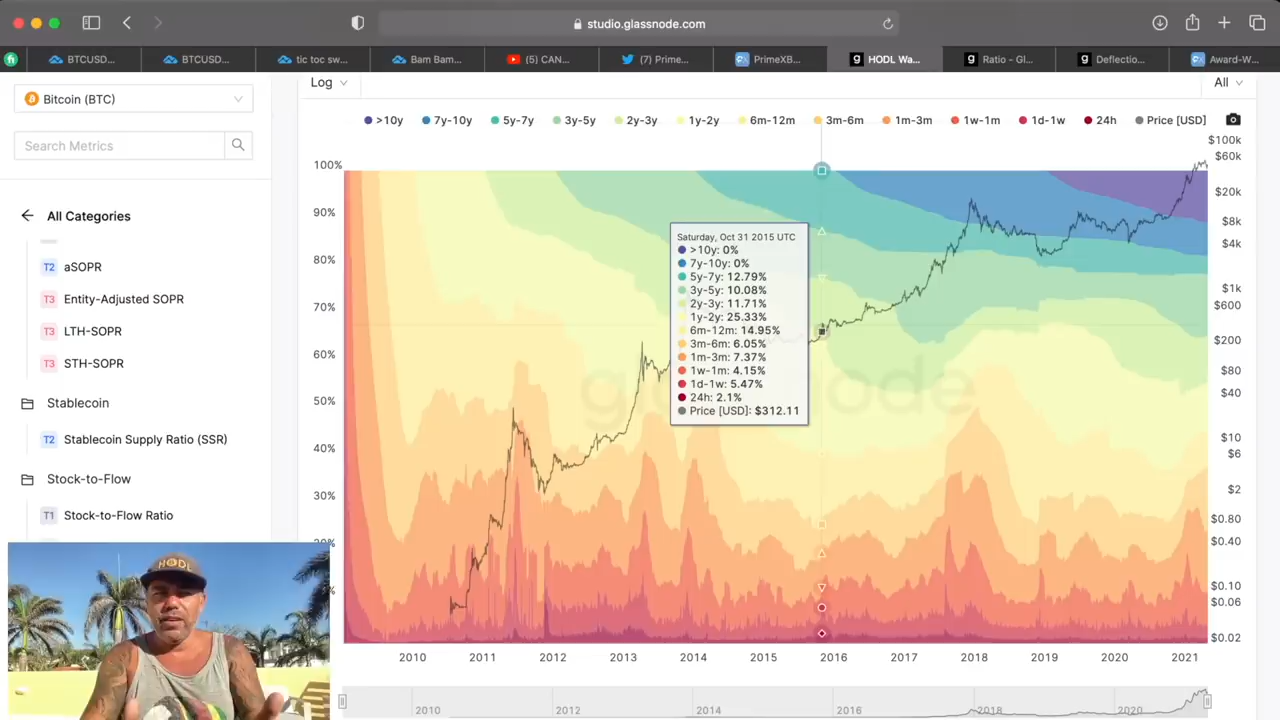 studio.glassnode.com
BTCUSD...
BTCUSD...
tic toc sw...
Bam Bam...
(5) CAN...
(7) Prime...
PrimeXB...
HODL Wa...
Ratio - Gl...
Deflectio...
Award-W...
Bitcoin (BTC)
Search Metrics
All Categories
T2 aSOPR
T3 Entity-Adjusted SOPR
T3 LTH-SOPR
T3 STH-SOPR
Stablecoin
T2 Stablecoin Supply Ratio (SSR)
Stock-to-Flow
T1 Stock-to-Flow Ratio
Log
All
>10y 7y-10y 5y-7y 3y-5y 2y-3y 1y-2y 6m-12m 3m-6m 1m-3m 1w-1m 1d-1w 24h Price [USD]
100%
90%
80%
70%
60%
50%
40%
30%
Saturday, Oct 31 2015 UTC
>10y: 0%
7y-10y: 0%
5y-7y: 12.79%
3y-5y: 10.08%
2y-3y: 11.71%
1y-2y: 25.33%
6m-12m: 14.95%
3m-6m: 6.05%
1m-3m: 7.37%
1w-1m: 4.15%
1d-1w: 5.47%
24h: 2.1%
Price [USD]: $312.11
glassnode
$100k
$60k
$20k
$8k
$4k
$1k
$600
$200
$80
$40
$10
$6
$2
$0.80
$0.40
$0.10
$0.06
$0.02
2010 2011 2012 2013 2014 2015 2016 2017 2018 2019 2020 2021
2010 2012 2014 2016 2018 2020
HODL